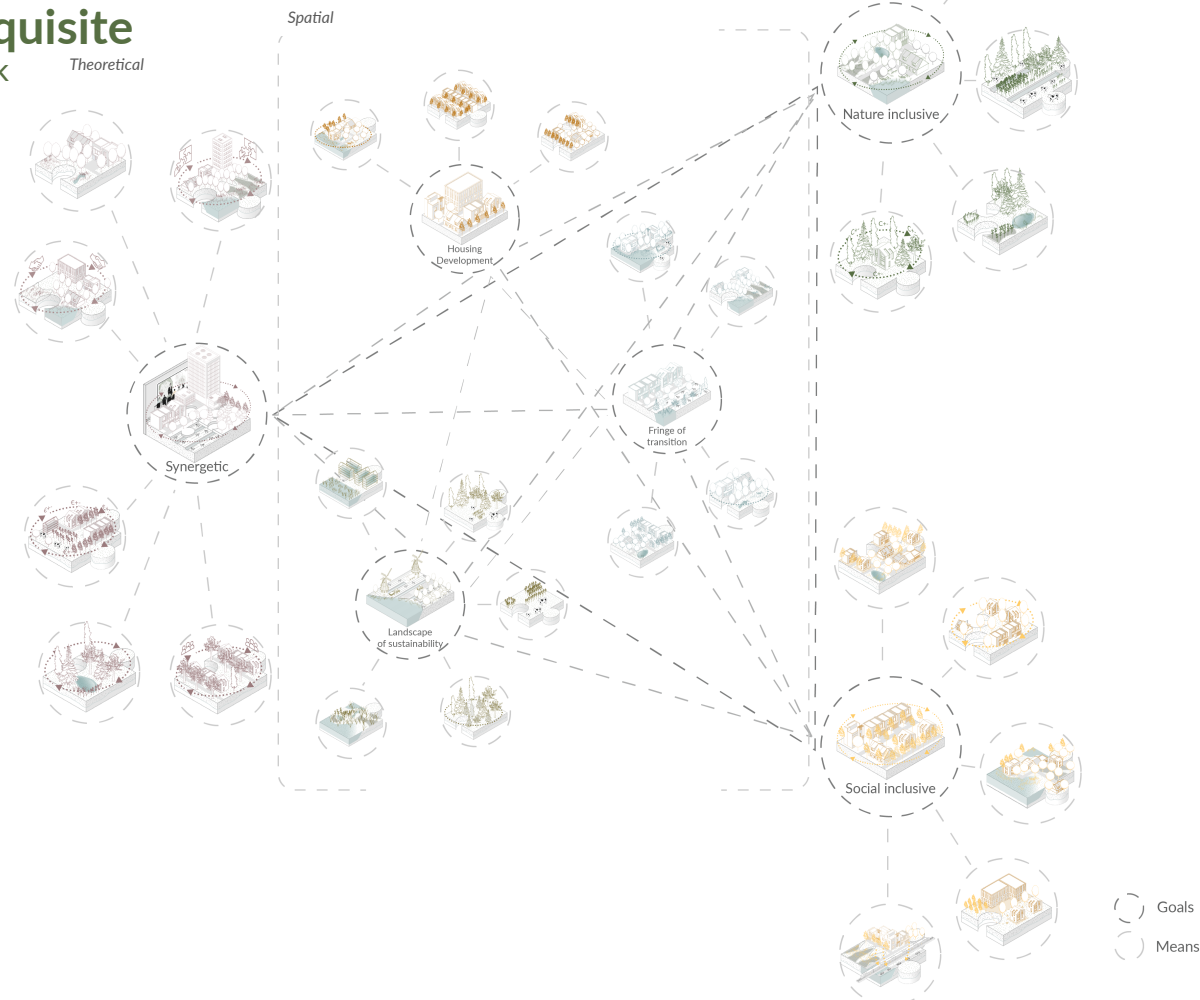 quisite
k
Theoretical
Spatial
Nature inclusive
Housing
Development
Fringe of
transition
Synergetic
Landscape
of sustainability
Social inclusive
Goals
Means